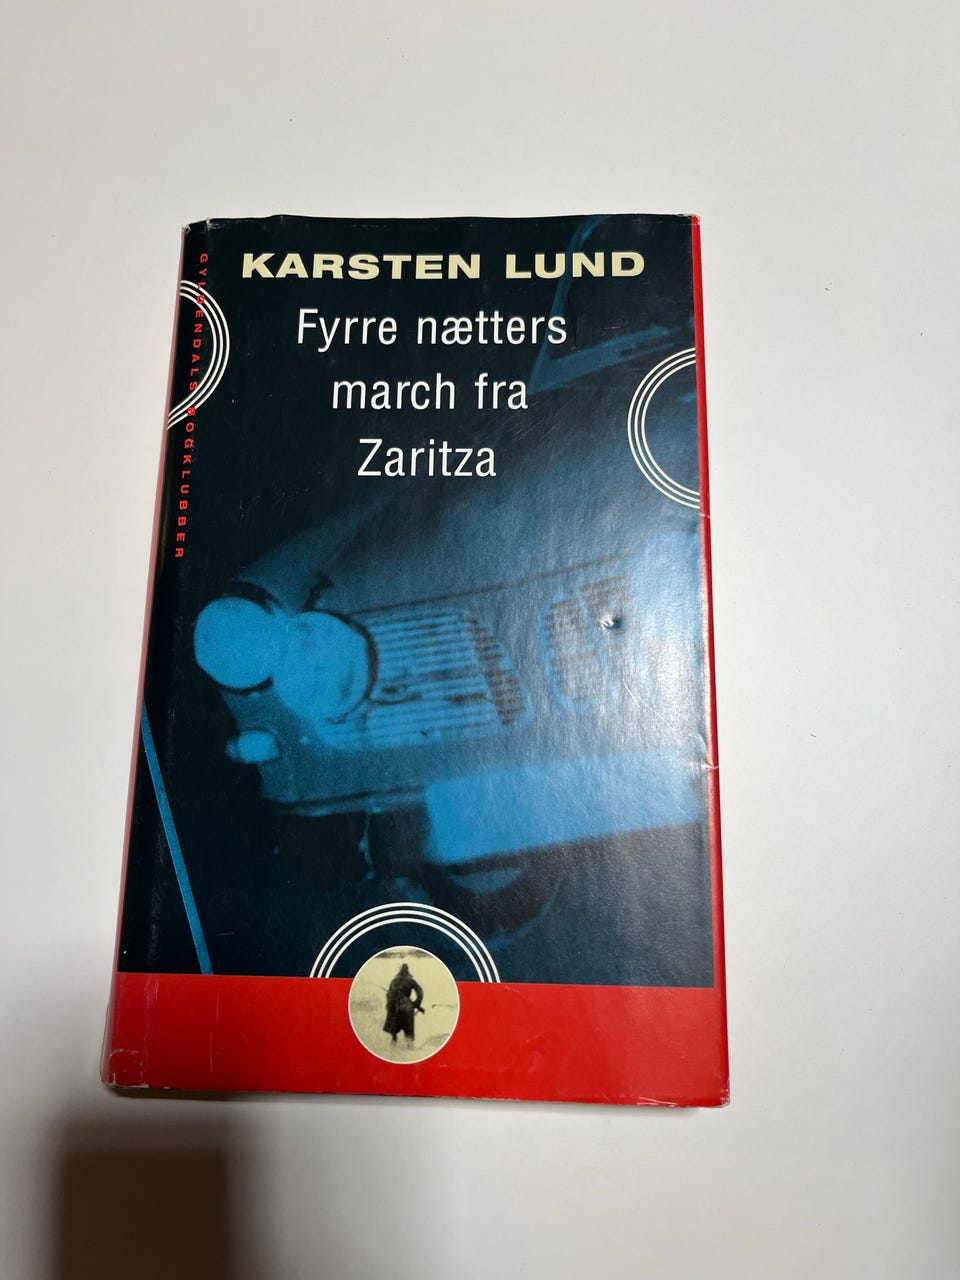 KARSTEN LUND
Fyrre nætters
march fra
Zaritza
GYLDENDALS BOGKLUBBER